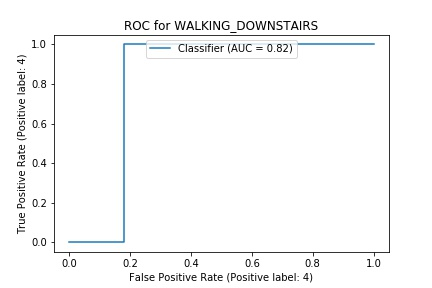 ROC for WALKING_DOWNSTAIRS
Classifier (AUC = 0.82)
True Positive Rate (Positive label: 4)
1.0
0.8
0.6
0.4
0.2
0.0
0.0 0.2 0.4 0.6 0.8 1.0
False Positive Rate (Positive label: 4)